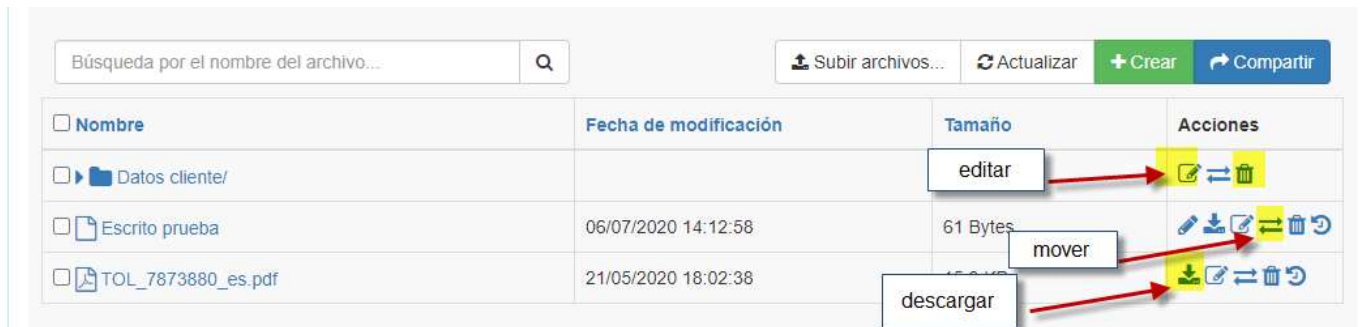 Búsqueda por el nombre del archivo...
Subir archivos... Actualizar Crear Compartir
Nombre Fecha de modificación Tamaño Acciones
Datos cliente/
editar
Escrito prueba 06/07/2020 14:12:58 61 Bytes
mover
TOL_7873880_es.pdf 21/05/2020 18:02:38
descargar